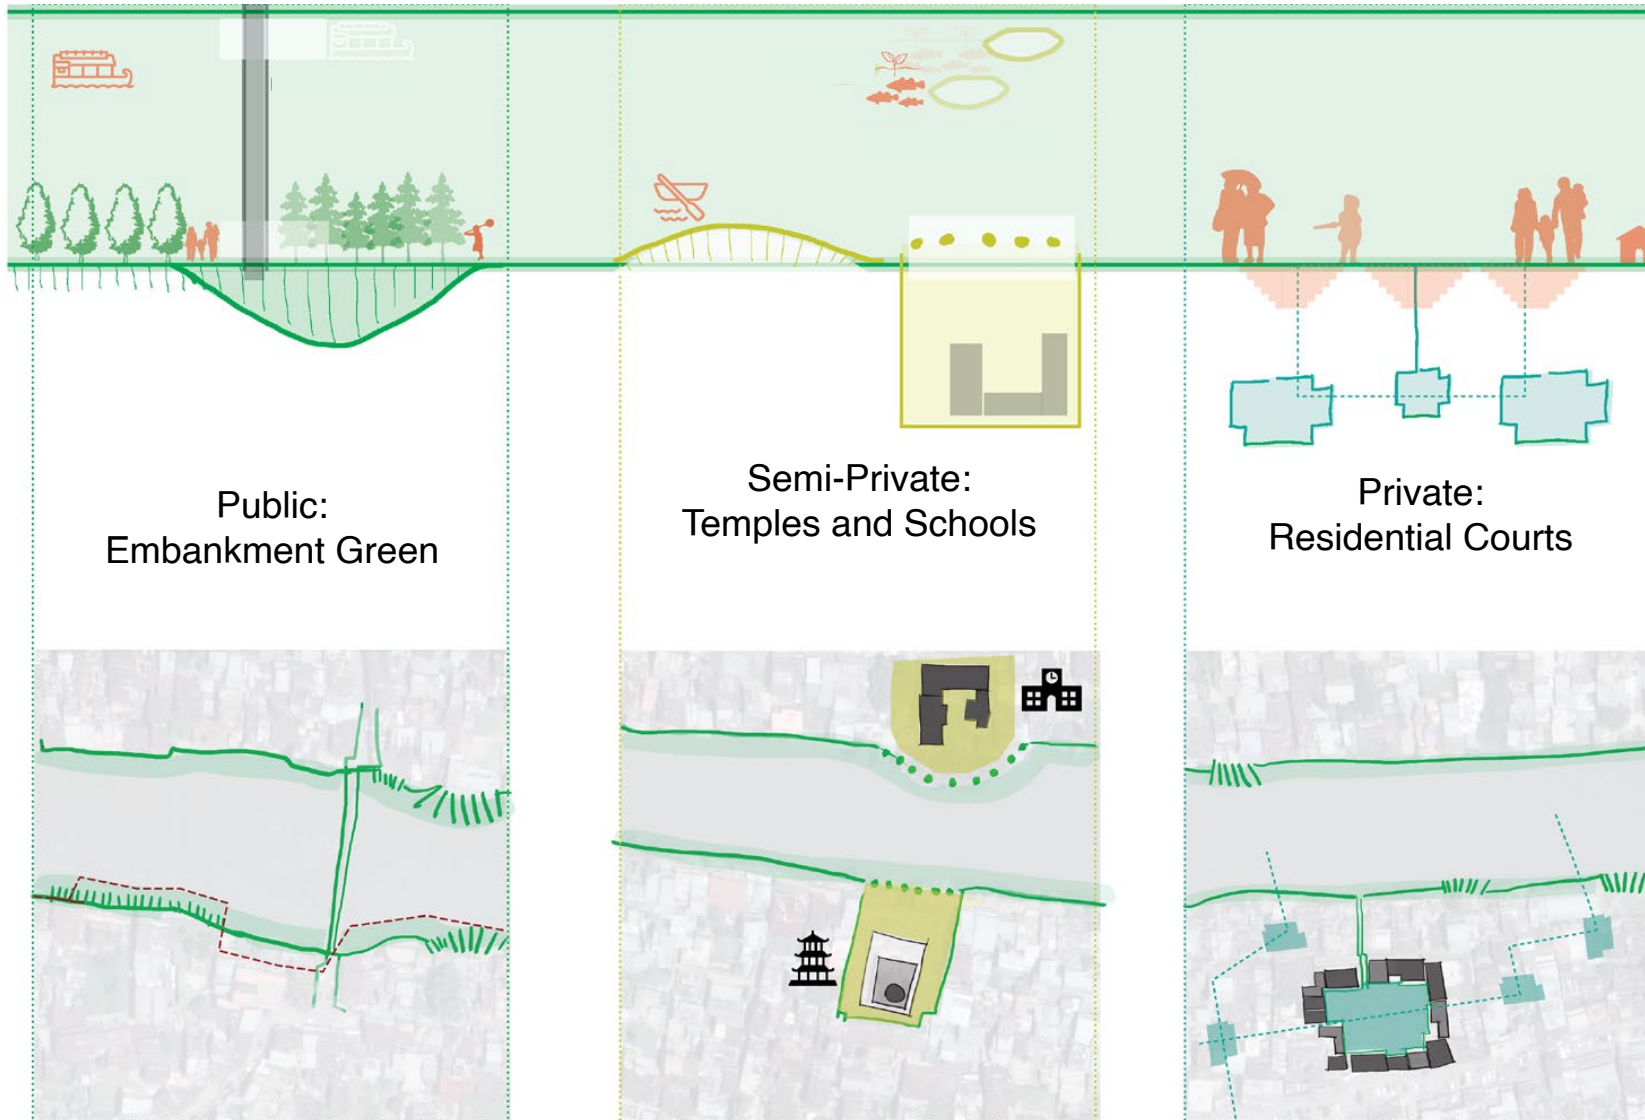 Public:
Embankment Green
Semi-Private:
Temples and Schools
Private:
Residential Courts